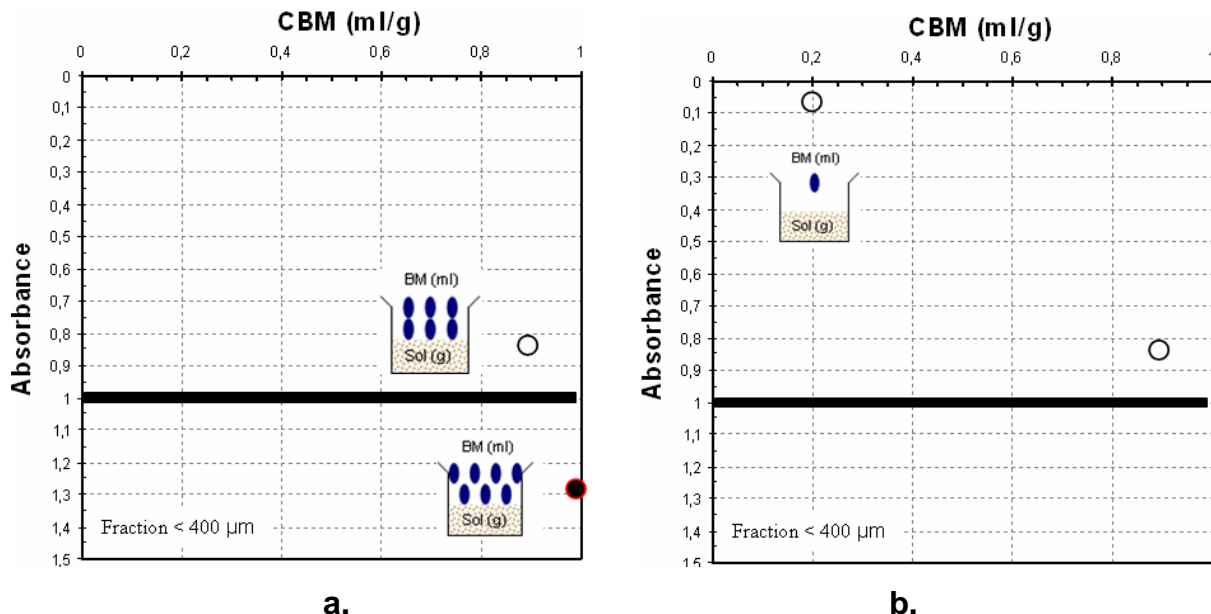 CBM (ml/g)
0 0,2 0,4 0,6 0,8 1
Absorbance
0
0,1
0,2
0,3
0,4
0,5
0,6
0,7
0,8
0,9
1
1,1
1,2
1,3
1,4
1,5
BM (ml)
Sol (g)
BM (ml)
Sol (g)
Fraction < 400 µm
a.
CBM (ml/g)
0 0,2 0,4 0,6 0,8 1
Absorbance
0
0,1
0,2
0,3
0,4
0,5
0,6
0,7
0,8
0,9
1
1,1
1,2
1,3
1,4
1,5
BM (ml)
Sol (g)
Fraction < 400 µm
b.